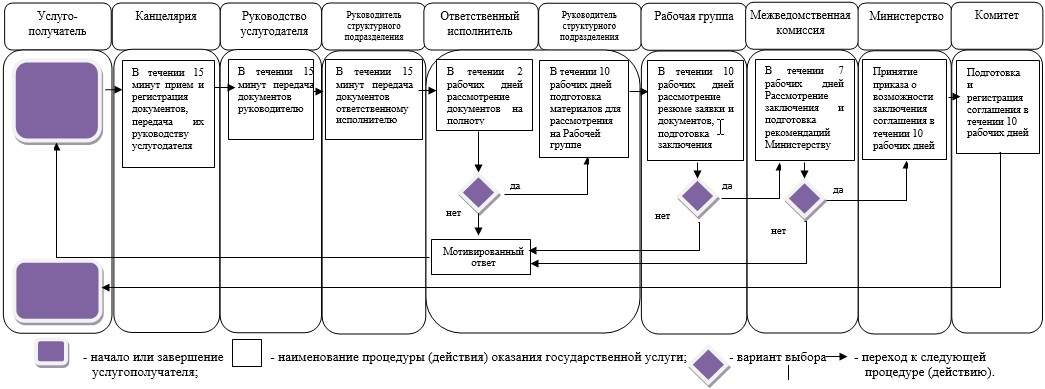 Услуго-
получатель
Канцелярия
Руководство
услугодателя
Руководитель
структурного
подразделения
Ответственный
исполнитель
Руководитель
структурного
подразделения
Рабочая группа
Межведомственная
комиссия
Министерство
Комитет
В течении 15
минут прием и
регистрация
документов,
передача их
руководству
услугодателя
В течении 15
минут передача
документов
руководителю
В течении 15
минут передача
документов
ответственному
исполнителю
В течении 2
рабочих дней
рассмотрение
документов на
полноту
В течении 10
рабочих дней
подготовка
материалов для
рассмотрения
на Рабочей
группе
В течении 10
рабочих дней
рассмотрение
резюме заявки и
документов,
подготовка
заключения
В течении 7
рабочих дней
Рассмотрение
заключения и
подготовка
рекомендаций
Министерству
Принятие
приказа о
возможности
заключения
соглашения в
течении 10
рабочих дней
Подготовка
и
регистрация
соглашения в
течении 10
рабочих дней
да
нет
да
нет
да
нет
Мотивированный
ответ
- начало или завершение
услугополучателя;
- наименование процедуры (действия) оказания государственной услуги;
- вариант выбора
- переход к следующей
процедуре (действию).